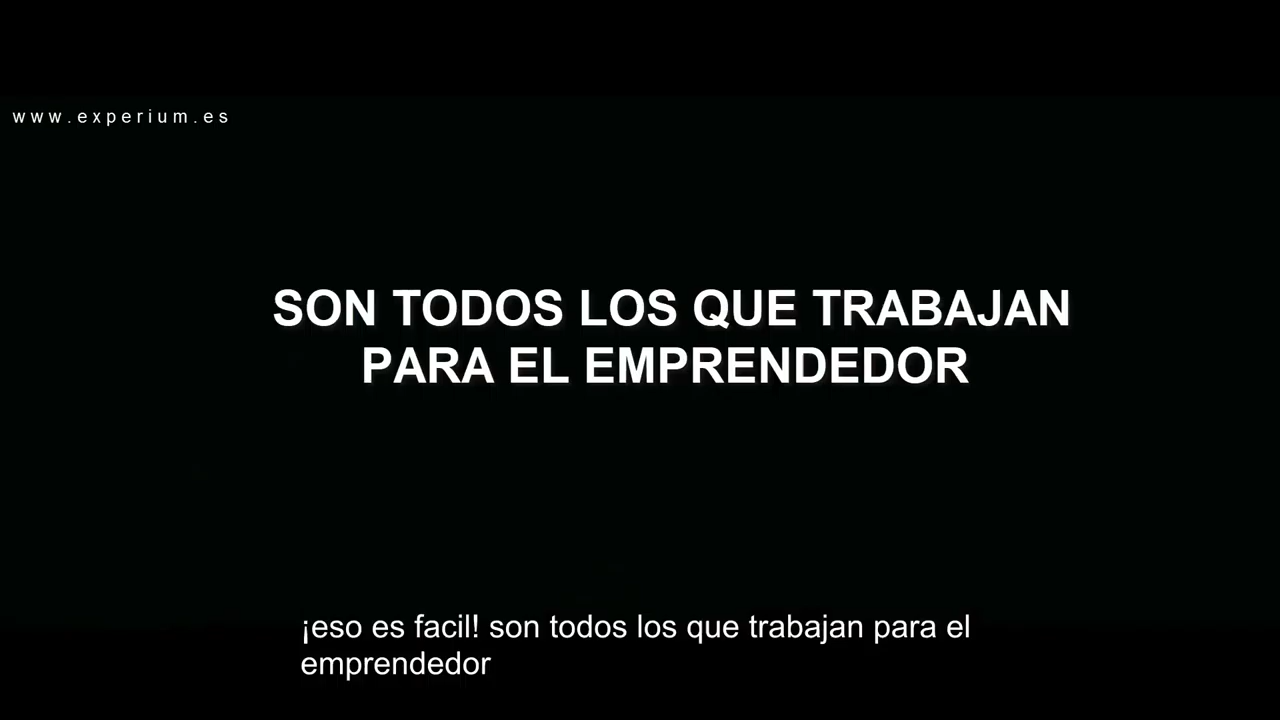 www.experium.es
SON TODOS LOS QUE TRABAJAN
PARA EL EMPRENDEDOR
¡eso es facil! son todos los que trabajan para el
emprendedor